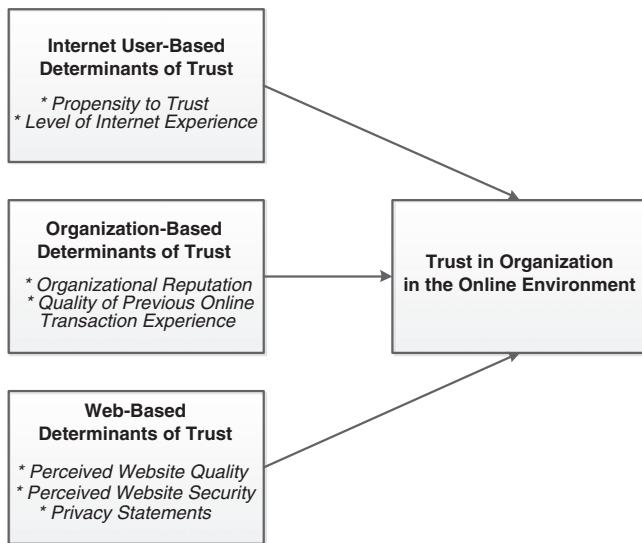 Internet User-Based
Determinants of Trust
* Propensity to Trust
* Level of Internet Experience
Organization-Based
Determinants of Trust
* Organizational Reputation
* Quality of Previous Online
Transaction Experience
Trust in Organization
in the Online Environment
Web-Based
Determinants of Trust
* Perceived Website Quality
* Perceived Website Security
* Privacy Statements